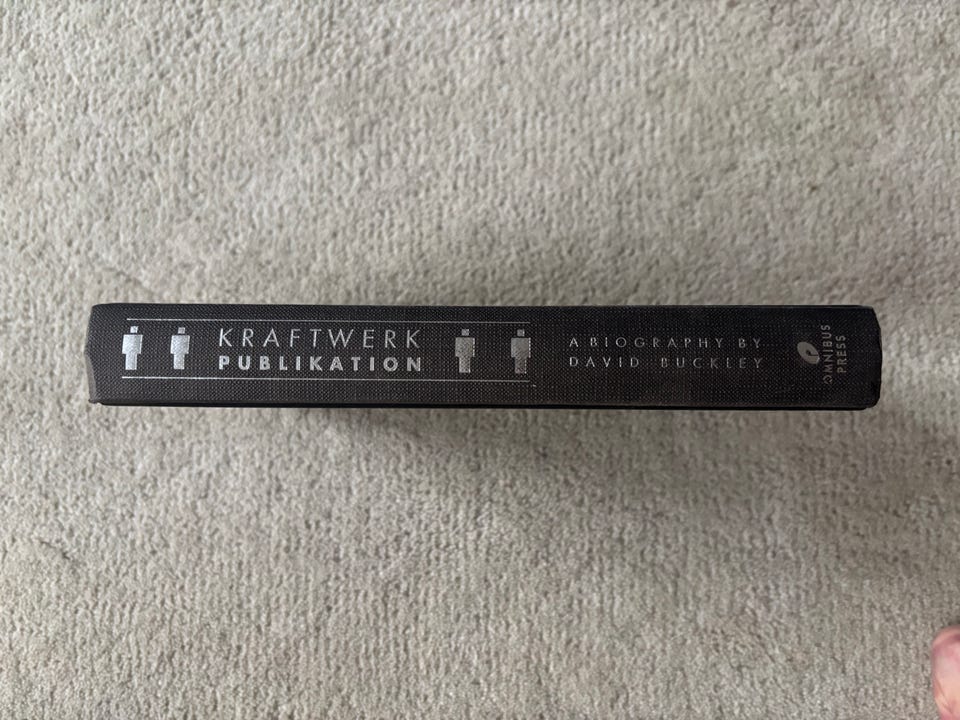 KRAFTWERK
PUBLIKATION
A BIOGRAPHY BY
DAVID BUCKLEY
OMNIBUS
PRESS